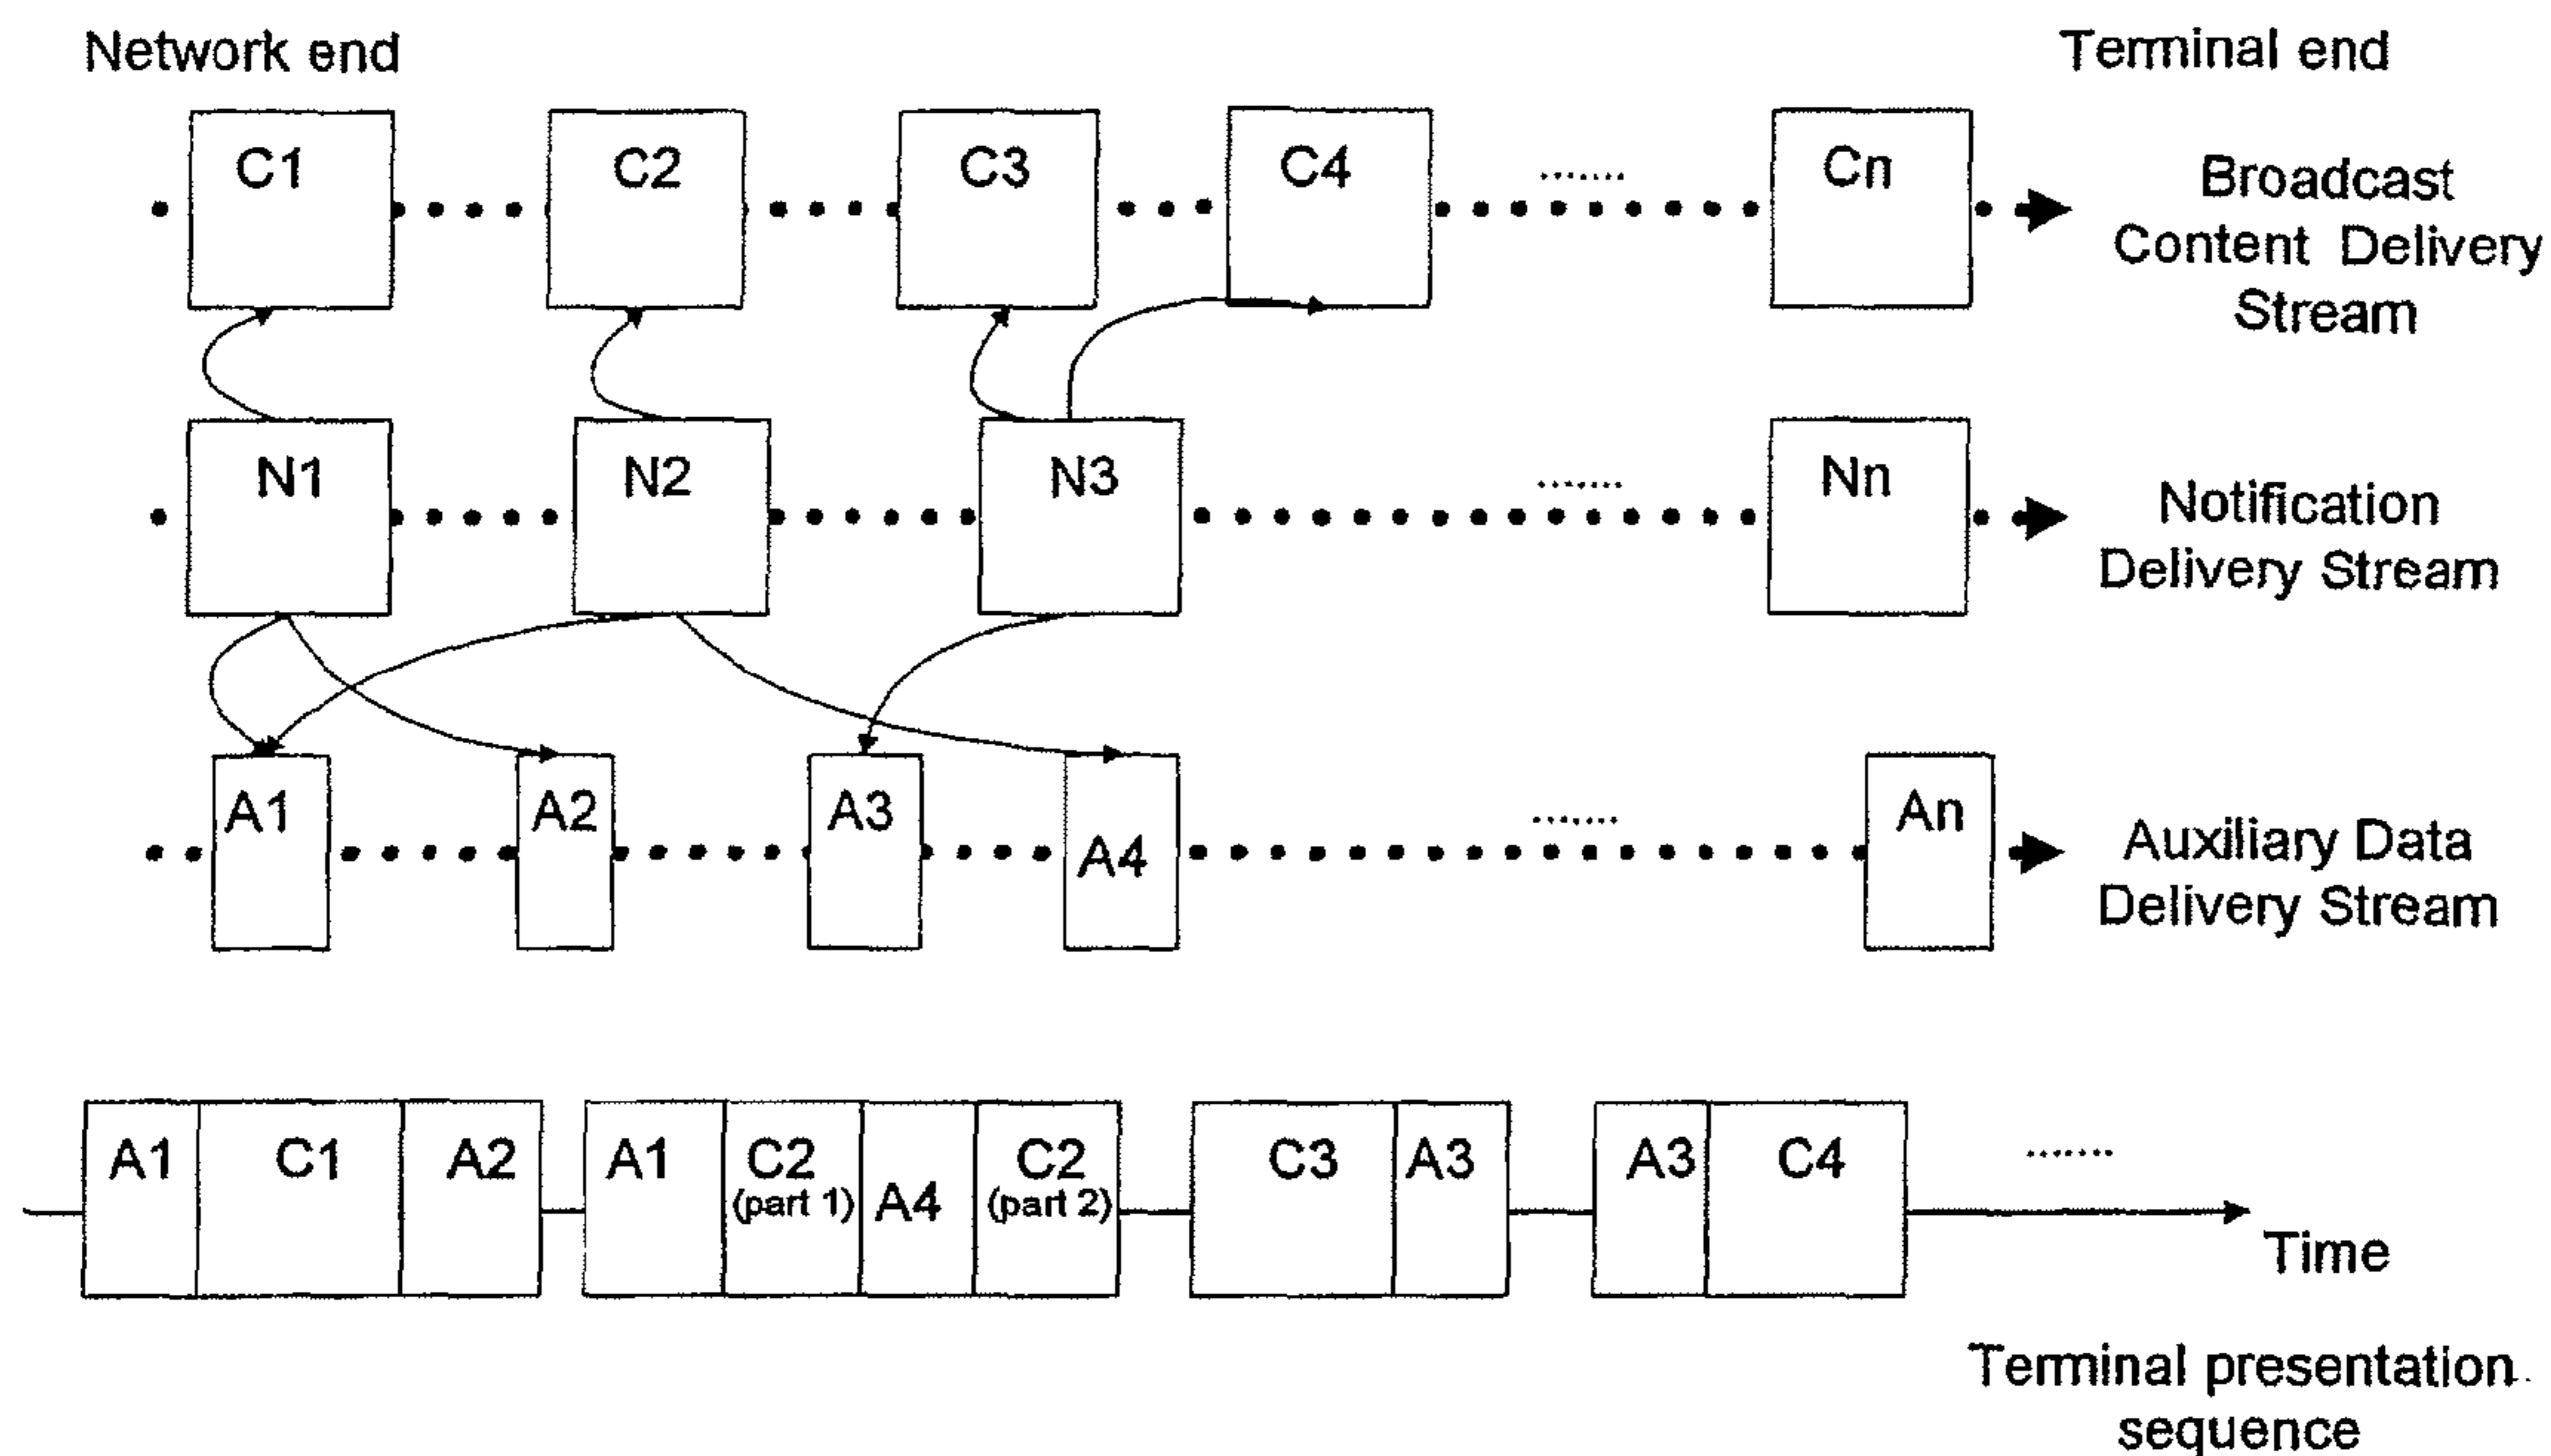 Network end
Terminal end
C1
C2
C3
C4
.......
Cn
Broadcast
Content Delivery
Stream
N1
N2
N3
.......
Nn
Notification
Delivery Stream
A1
A2
A3
A4
.......
An
Auxiliary Data
Delivery Stream
A1
C1
A2
A1
C2
(part 1)
A4
C2
(part 2)
C3
A3
A3
C4
.......
Time
Terminal presentation
sequence